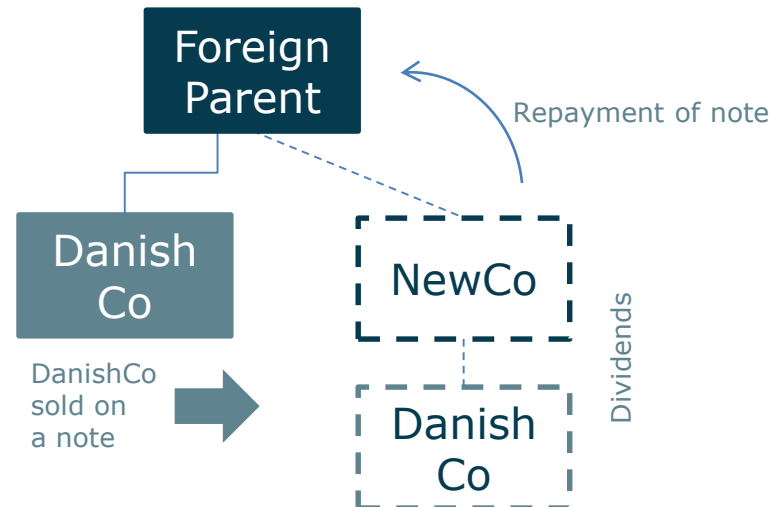 Foreign
Parent
Repayment of note
Danish
Co
NewCo
Dividends
DanishCo
sold on
a note
Danish
Co